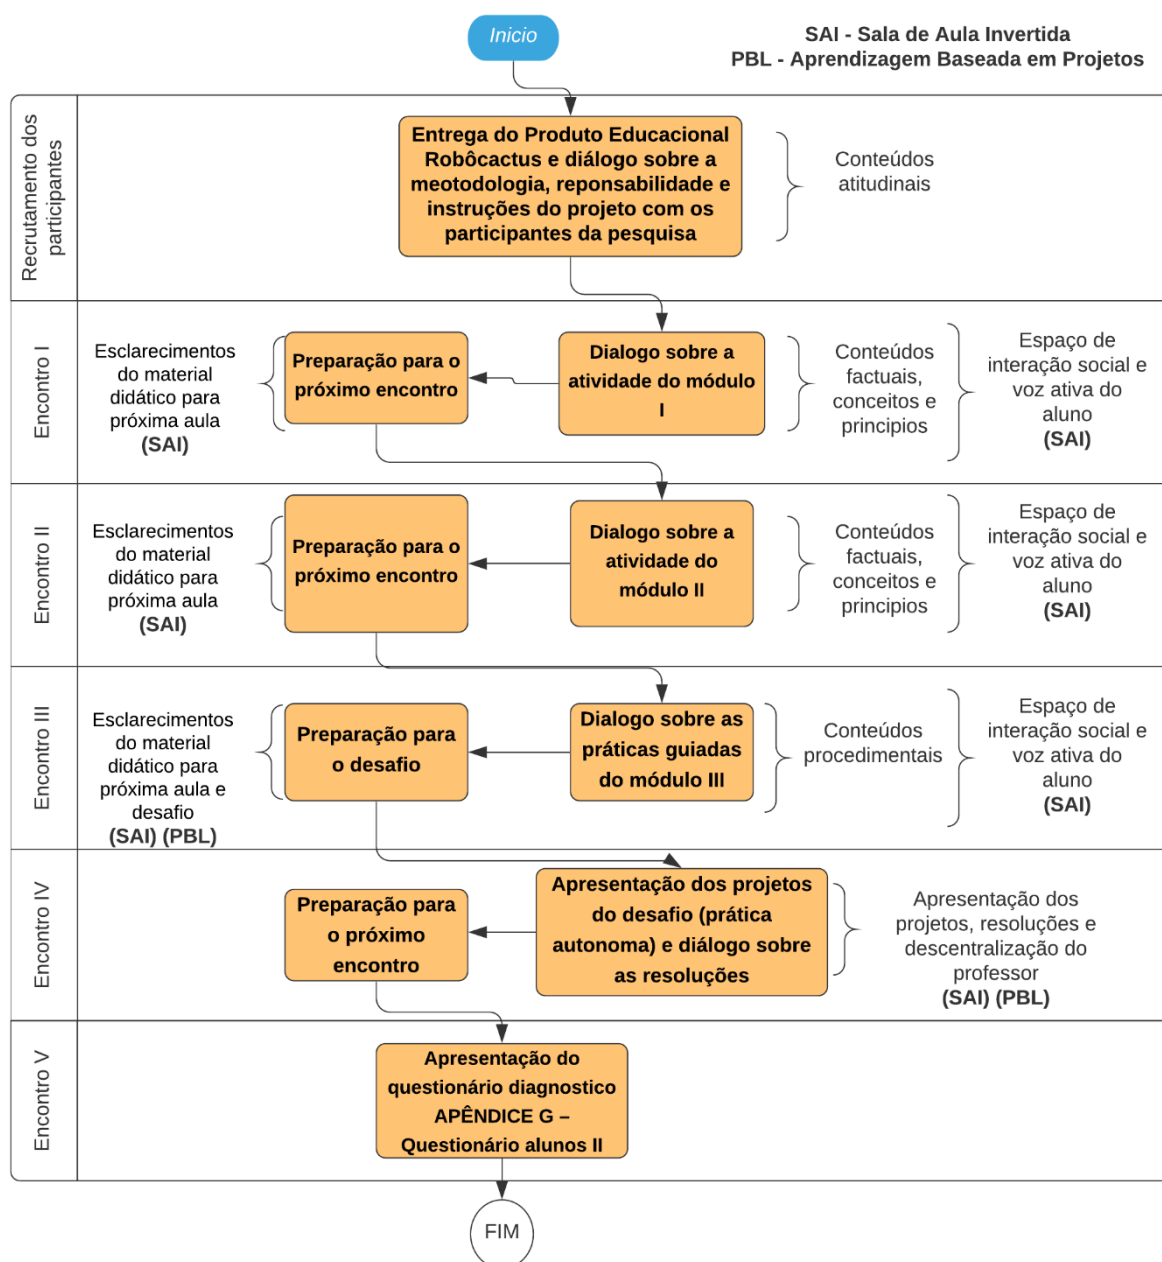 Inicio
SAI - Sala de Aula Invertida
PBL - Aprendizagem Baseada em Projetos
Recrutamento dos
participantes
Entrega do Produto Educacional
Robôcactus e diálogo sobre a
meotodologia, reponsabilidade e
instruções do projeto com os
participantes da pesquisa
Conteúdos
atitudinais
Encontro I
Esclarecimentos
do material
didático para
próxima aula
(SAI)
Preparação para o
próximo encontro
Dialogo sobre a
atividade do módulo
I
Conteúdos
factuais,
conceitos e
principios
Espaço de
interação social e
voz ativa do
aluno
(SAI)
Encontro II
Esclarecimentos
do material
didático para
próxima aula
(SAI)
Preparação para o
próximo encontro
Dialogo sobre a
atividade do
módulo II
Conteúdos
factuais,
conceitos e
principios
Espaço de
interação social e
voz ativa do
aluno
(SAI)
Encontro III
Esclarecimentos
do material
didático para
próxima aula e
desafio
(SAI) (PBL)
Preparação para
o desafio
Dialogo sobre as
práticas guiadas
do módulo III
Conteúdos
procedimentais
Espaço de
interação social e
voz ativa do
aluno
(SAI)
Encontro IV
Preparação para
o próximo
encontro
Apresentação dos projetos
do desafio (prática
autonoma) e diálogo sobre
as resoluções
Apresentação dos
projetos, resoluções e
descentralização do
professor
(SAI) (PBL)
Encontro V
Apresentação do
questionário diagnostico
APÊNDICE G –
Questionário alunos II
FIM